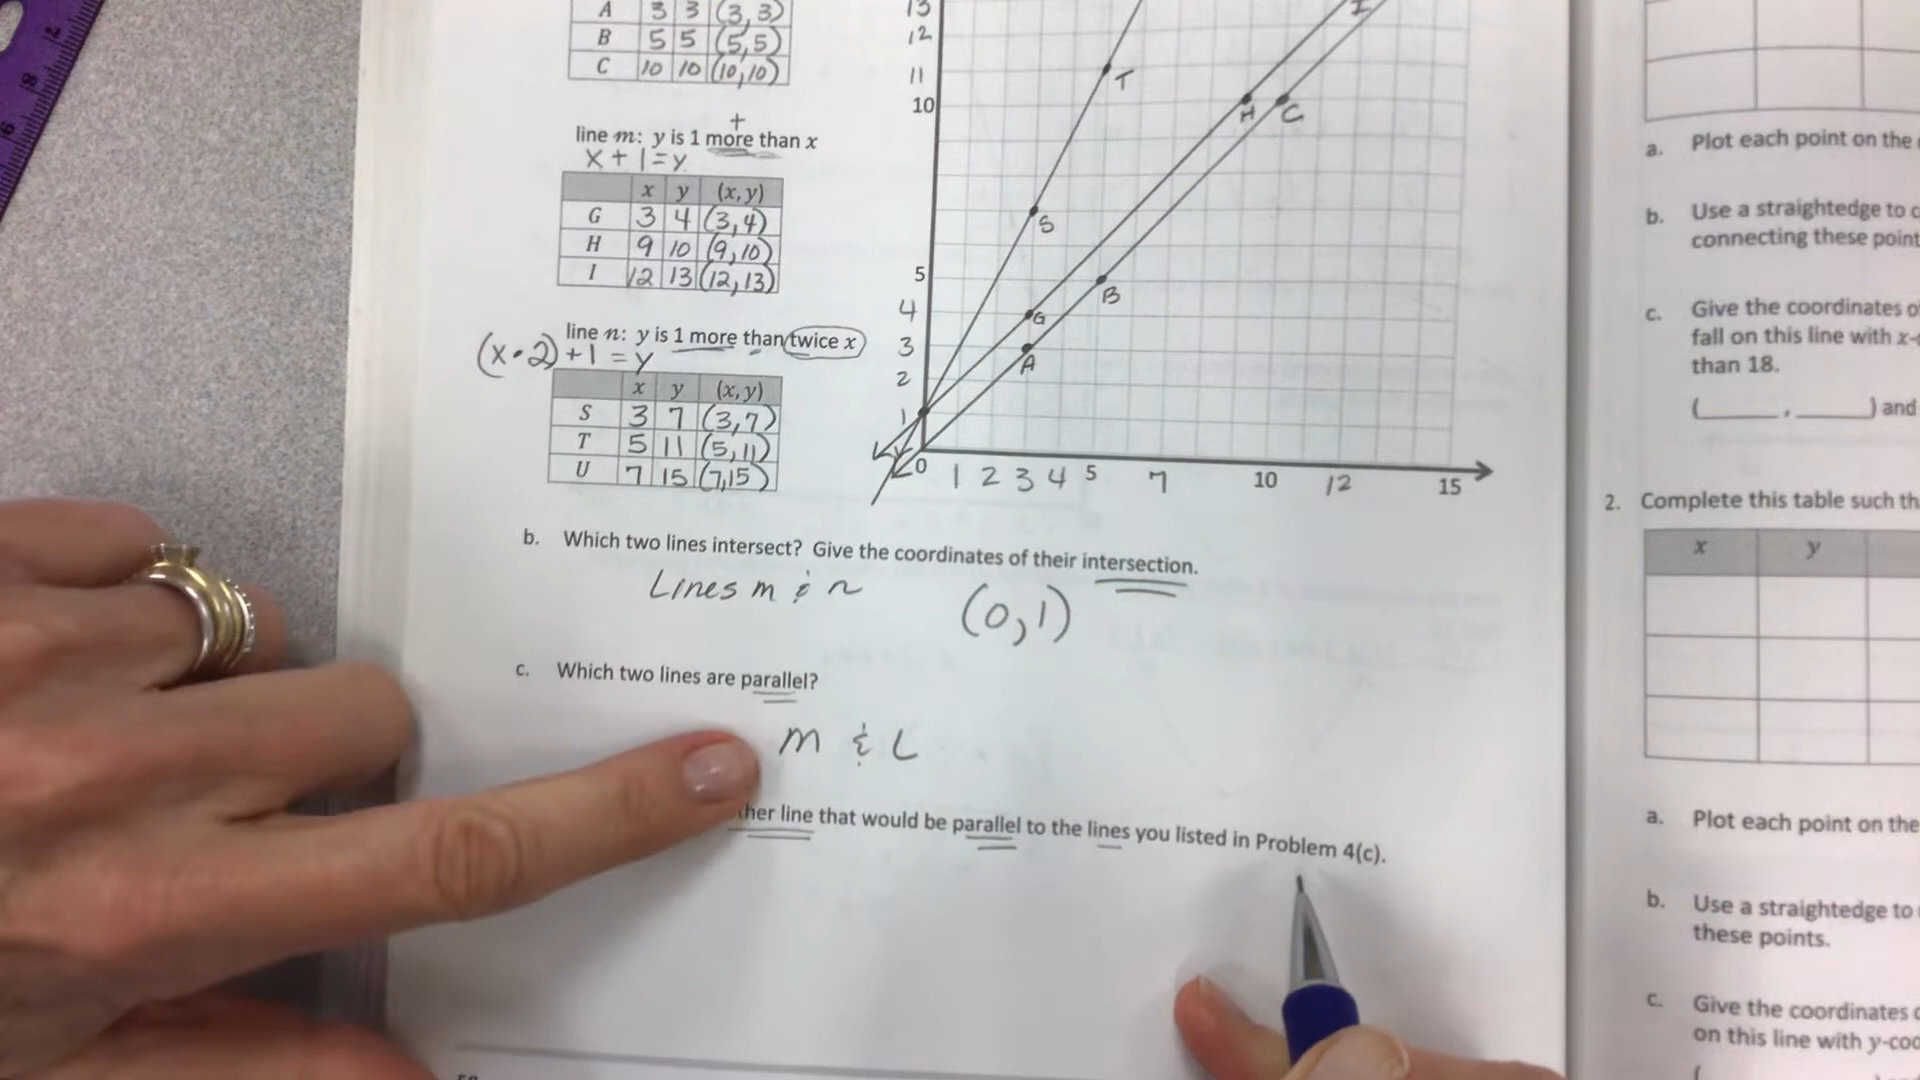 A 3 3 (3,3)
B 5 5 (5,5)
C 10 10 (10,10)
+
line m: y is 1 more than x
x + 1 = y
x y (x, y)
G 3 4 (3,4)
H 9 10 (9,10)
I 12 13 (12,13)
line n: y is 1 more than twice x
(x • 2) + 1 = y
x y (x, y)
S 3 7 (3,7)
T 5 11 (5,11)
U 7 15 (7,15)
13
12
11
10
5
4
3
2
1
0 1 2 3 4 5 7 10 12 15
I
T
H C
S
B
G
A
b. Which two lines intersect? Give the coordinates of their intersection.
Lines m & n (0,1)
c. Which two lines are parallel?
m & L
her line that would be parallel to the lines you listed in Problem 4(c).
a. Plot each point on the
b. Use a straightedge to
connecting these point
c. Give the coordinates o
fall on this line with x-
than 18.
(______ , ______) and
2. Complete this table such th
x y
a. Plot each point on the
b. Use a straightedge to
these points.
c. Give the coordinates
on this line with y-coo